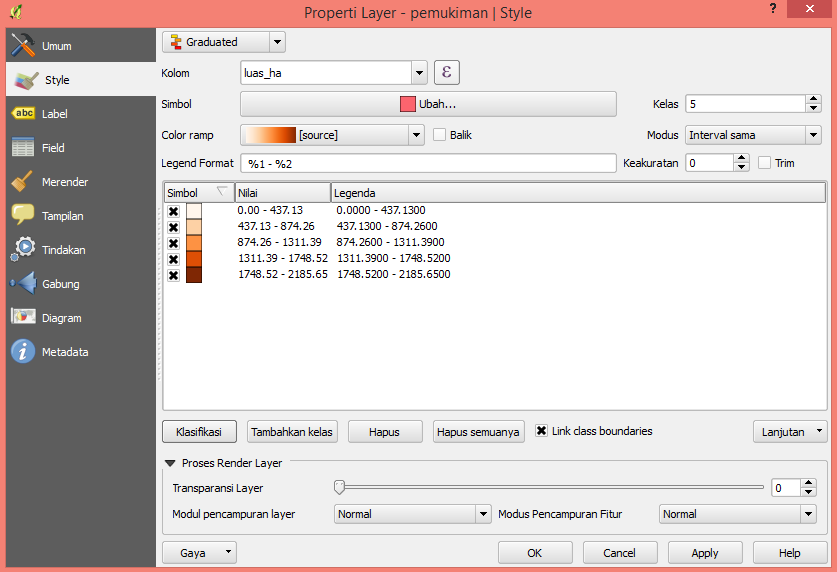 Properti Layer - pemukiman | Style
?
Umum
Style
abc Label
Field
Merender
Tampilan
Tindakan
Gabung
Diagram
Metadata
Graduated
Kolom luas_ha ε
Simbol Ubah... Kelas 5
Color ramp [source] Balik Modus Interval sama
Legend Format %1 - %2 Keakuratan 0 Trim
Simbol Nilai Legenda
0.00 - 437.13 0.0000 - 437.1300
437.13 - 874.26 437.1300 - 874.2600
874.26 - 1311.39 874.2600 - 1311.3900
1311.39 - 1748.52 1311.3900 - 1748.5200
1748.52 - 2185.65 1748.5200 - 2185.6500
Klasifikasi Tambahkan kelas Hapus Hapus semuanya Link class boundaries Lanjutan
Proses Render Layer
Transparansi Layer 0
Modul pencampuran layer Normal Modus Pencampuran Fitur Normal
Gaya OK Cancel Apply Help